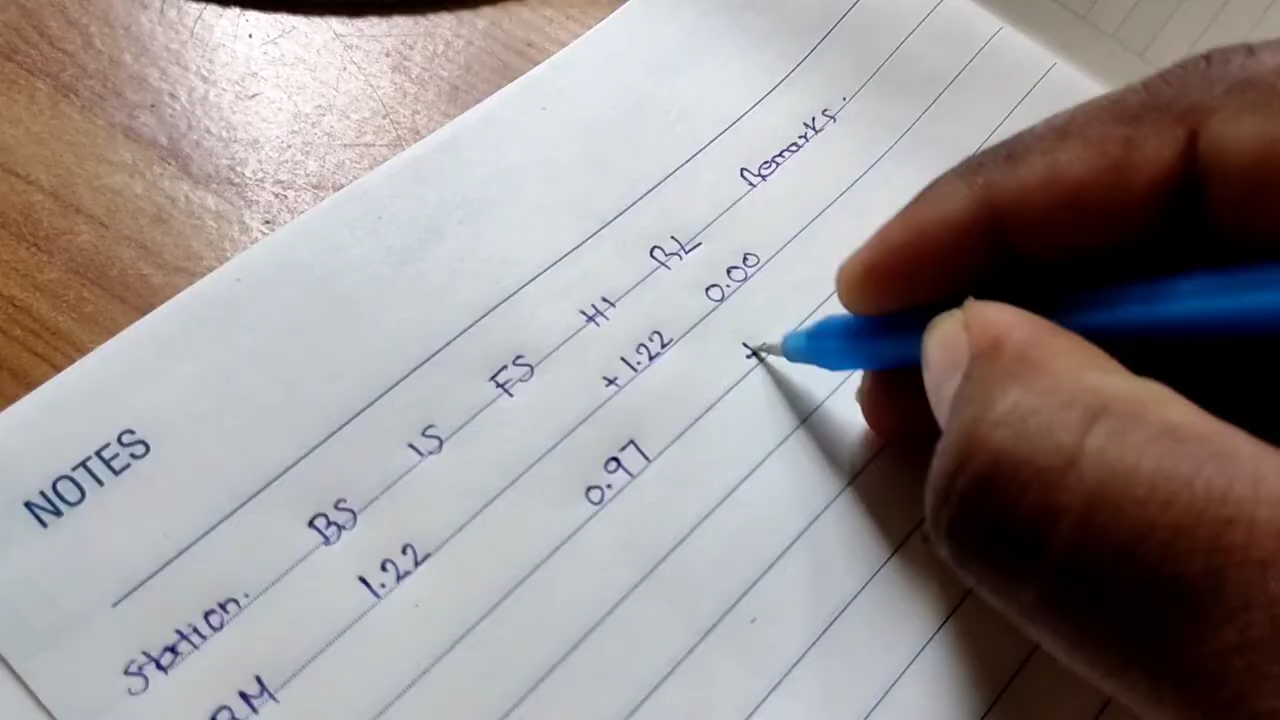 NOTES
Station. BS IS FS HI RL Remarks.
BM 1.22 + 1.22 0.00
0.97 +